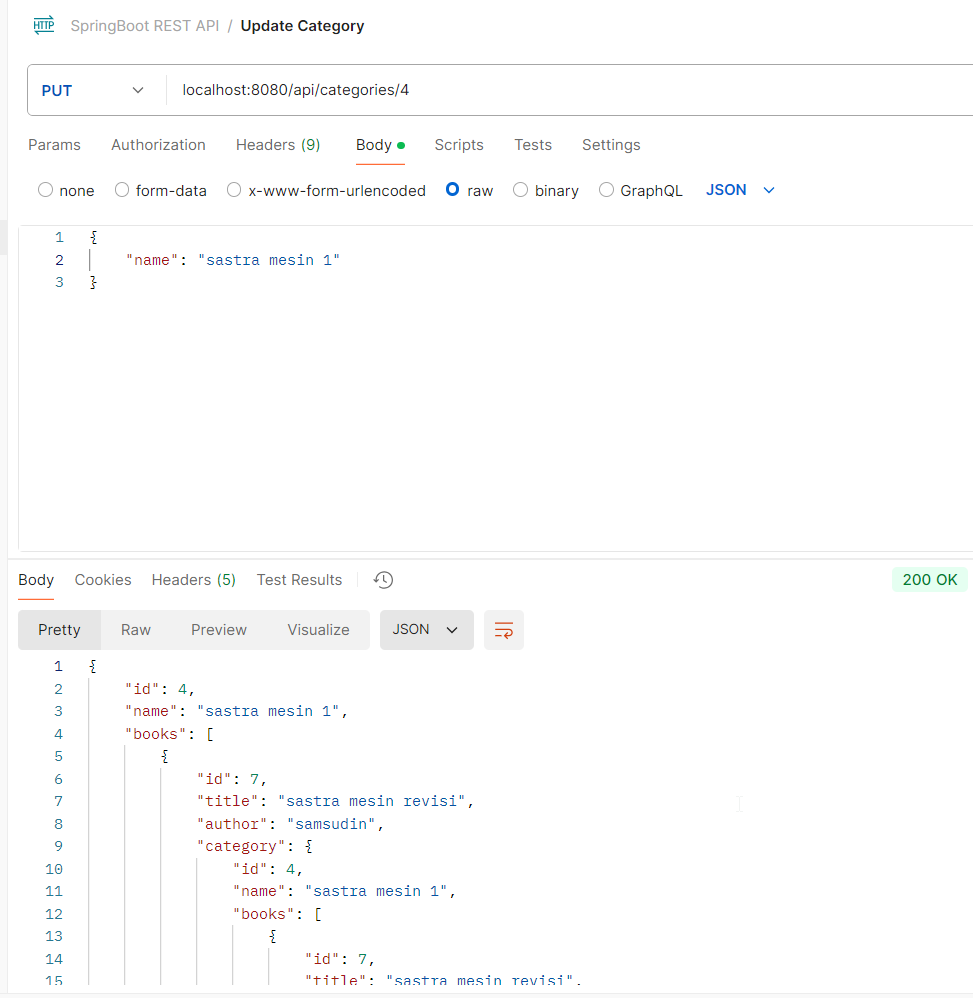 HTTP SpringBoot REST API / Update Category
PUT localhost:8080/api/categories/4
Params Authorization Headers (9) Body Scripts Tests Settings
none form-data x-www-form-urlencoded raw binary GraphQL JSON
1 {
2 "name": "sastra mesin 1"
3 }
Body Cookies Headers (5) Test Results 200 OK
Pretty Raw Preview Visualize JSON
1 {
2 "id": 4,
3 "name": "sastra mesin 1",
4 "books": [
5 {
6 "id": 7,
7 "title": "sastra mesin revisi",
8 "author": "samsudin",
9 "category": {
10 "id": 4,
11 "name": "sastra mesin 1",
12 "books": [
13 {
14 "id": 7,
15 "title": "sastra mesin revisi",